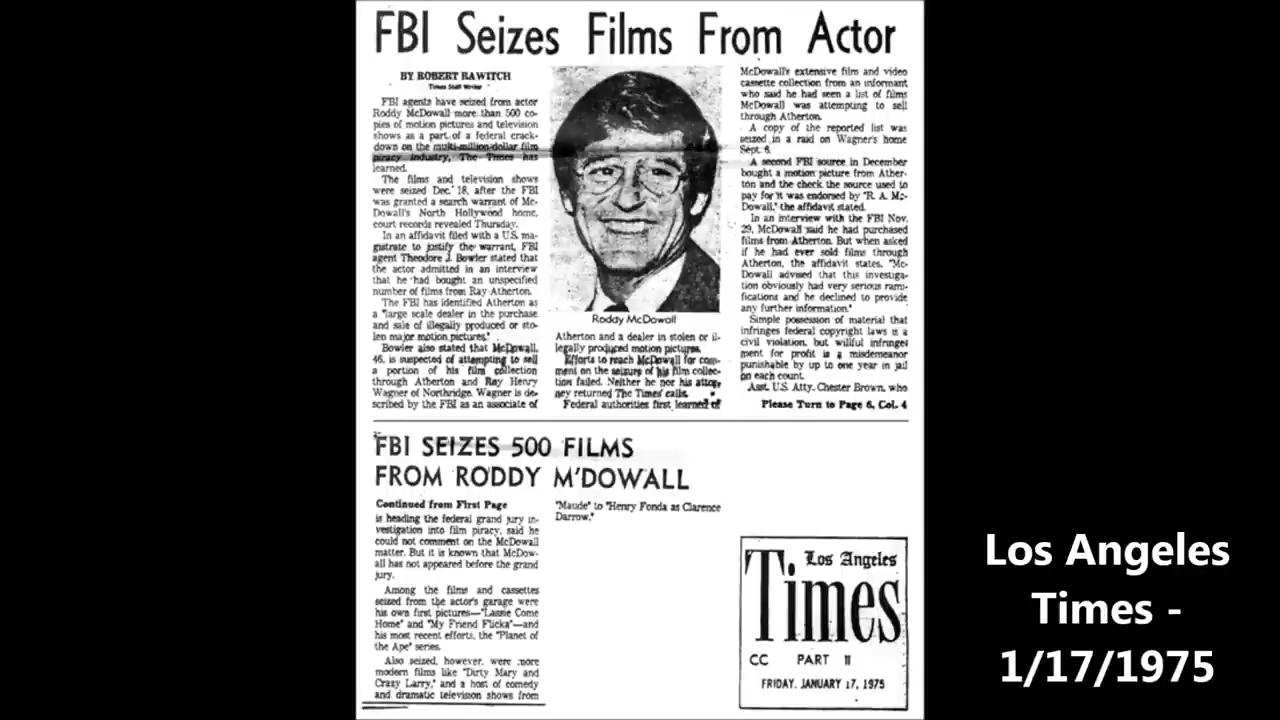 FBI Seizes Films From Actor
BY ROBERT RAWITCH
Times Staff Writer
FBI agents have seized from actor
Roddy McDowall more than 500 co-
pies of motion pictures and television
shows as a part of a federal crack-
down on the multi-million-dollar film
piracy industry, The Times has
learned.
The films and television shows
were seized Dec. 18, after the FBI
was granted a search warrant of Mc-
Dowall's North Hollywood home,
court records revealed Thursday.
In an affidavit filed with a U.S. ma-
gistrate to justify the warrant, FBI
agent Theodore J. Bowler stated that
the actor admitted in an interview
that he had bought an unspecified
number of films from Ray Atherton.
The FBI has identified Atherton as
a "large scale dealer in the purchase
and sale of illegally produced or sto-
len major motion pictures."
Bowler also stated that McDowall,
46, is suspected of attempting to sell
a portion of his film collection
through Atherton and Ray Henry
Wagner of Northridge. Wagner is de-
scribed by the FBI as an associate of
Roddy McDowall
Atherton and a dealer in stolen or il-
legally produced motion pictures.
Efforts to reach McDowall for com-
ment on the seizure of his film collec-
tion failed. Neither he nor his attor-
ney returned The Times' calls.
Federal authorities first learned of
McDowall's extensive film and video
cassette collection from an informant
who said he had seen a list of films
McDowall was attempting to sell
through Atherton.
A copy of the reported list was
seized in a raid on Wagner's home
Sept. 6.
A second FBI source in December
bought a motion picture from Ather-
ton and the check the source used to
pay for it was endorsed by "R. A. Mc-
Dowall," the affidavit stated.
In an interview with the FBI Nov.
29, McDowall said he had purchased
films from Atherton. But when asked
if he had ever sold films through
Atherton, the affidavit states, "Mc-
Dowall advised that this investiga-
tion obviously had very serious rami-
fications and he declined to provide
any further information."
Simple possession of material that
infringes federal copyright laws is a
civil violation, but willful infringe-
ment for profit is a misdemeanor
punishable by up to one year in jail
on each count.
Asst. U.S. Atty. Chester Brown, who
Please Turn to Page 6, Col. 4
FBI SEIZES 500 FILMS
FROM RODDY M'DOWALL
Continued from First Page
is heading the federal grand jury in-
vestigation into film piracy, said he
could not comment on the McDowall
matter. But it is known that McDow-
all has not appeared before the grand
jury.
Among the films and cassettes
seized from the actor's garage were
his own first pictures—"Lassie Come
Home" and "My Friend Flicka"—and
his most recent efforts, the "Planet of
the Ape" series.
Also seized, however, were more
modern films like "Dirty Mary and
Crazy Larry," and a host of comedy
and dramatic television shows from
"Maude" to "Henry Fonda as Clarence
Darrow."
Los Angeles
Times
CC PART II
FRIDAY, JANUARY 17, 1975
Los Angeles
Times -
1/17/1975